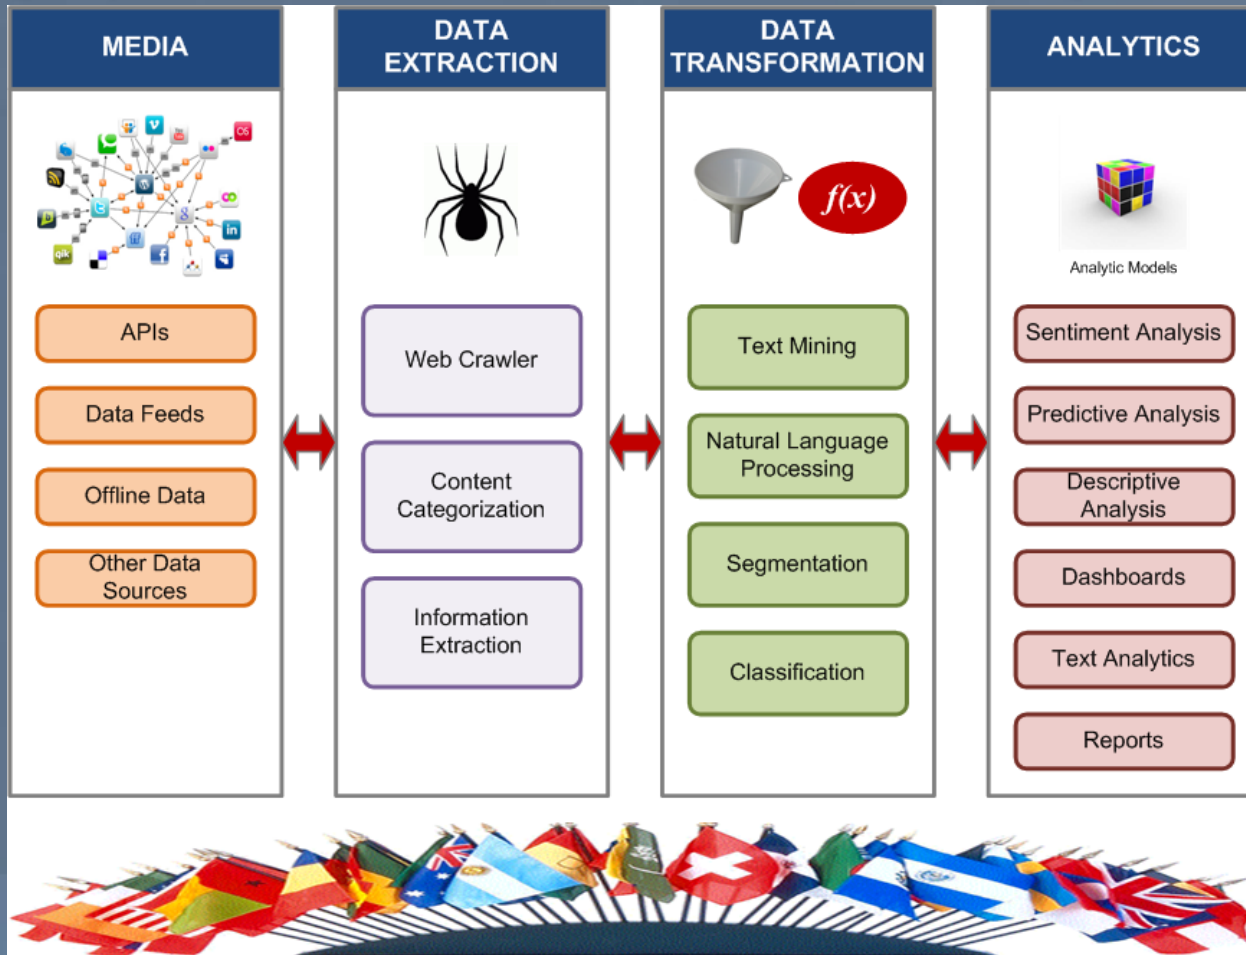 MEDIA
APIs
Data Feeds
Offline Data
Other Data
Sources
DATA
EXTRACTION
Web Crawler
Content
Categorization
Information
Extraction
DATA
TRANSFORMATION
f(x)
Text Mining
Natural Language
Processing
Segmentation
Classification
ANALYTICS
Analytic Models
Sentiment Analysis
Predictive Analysis
Descriptive
Analysis
Dashboards
Text Analytics
Reports